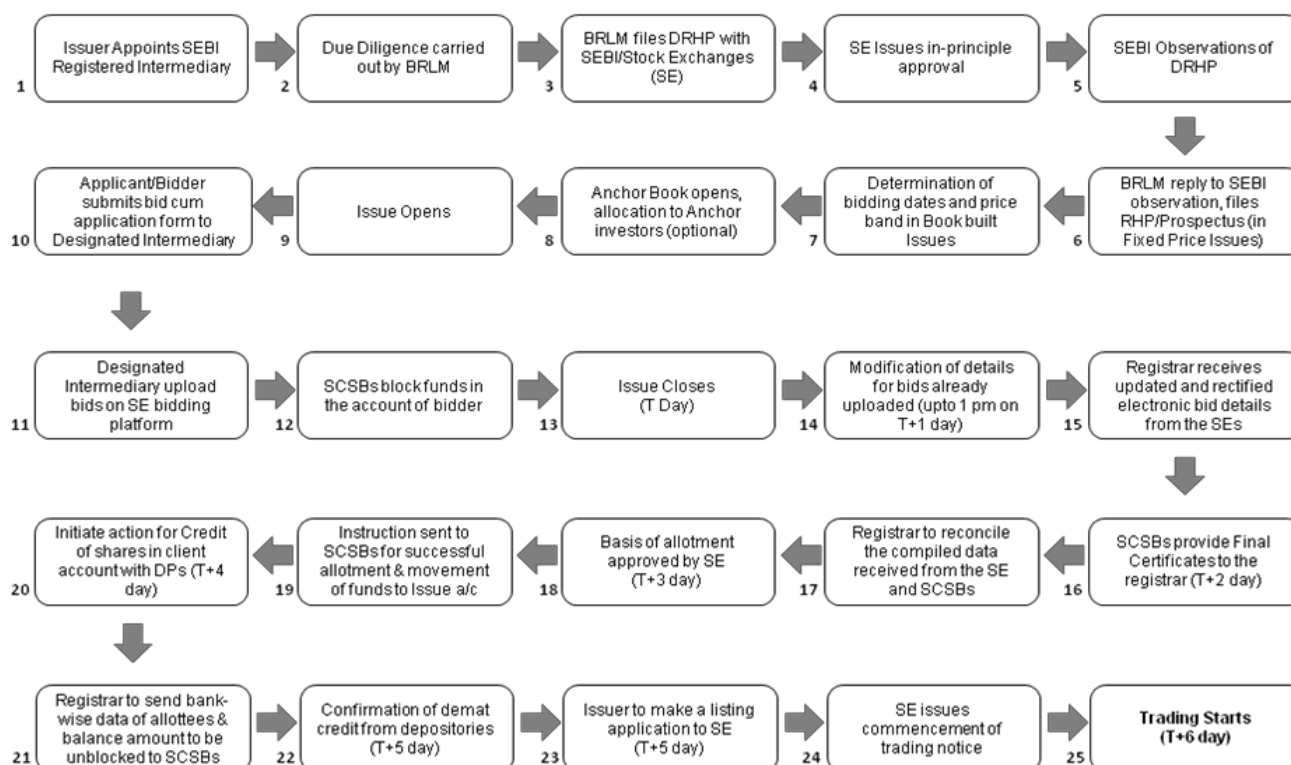 Issuer Appoints SEBI
Registered Intermediary
1
Due Diligence carried
out by BRLM
2
BRLM files DRHP with
SEBI/Stock Exchanges
(SE)
3
SE Issues in-principle
approval
4
SEBI Observations of
DRHP
5
BRLM reply to SEBI
observation, files
RHP/Prospectus (in
Fixed Price Issues)
6
Determination of
bidding dates and price
band in Book built
Issues
7
Anchor Book opens,
allocation to Anchor
investors (optional)
8
Issue Opens
9
Applicant/Bidder
submits bid cum
application form to
Designated Intermediary
10
Designated
Intermediary upload
bids on SE bidding
platform
11
SCSBs block funds in
the account of bidder
12
Issue Closes
(T Day)
13
Modification of details
for bids already
uploaded (upto 1 pm on
T+1 day)
14
Registrar receives
updated and rectified
electronic bid details
from the SEs
15
SCSBs provide Final
Certificates to the
registrar (T+2 day)
16
Registrar to reconcile
the compiled data
received from the SE
and SCSBs
17
Basis of allotment
approved by SE
(T+3 day)
18
Instruction sent to
SCSBs for successful
allotment & movement
of funds to Issue a/c
19
Initiate action for Credit
of shares in client
account with DPs (T+4
day)
20
Registrar to send bank-
wise data of allottees &
balance amount to be
unblocked to SCSBs
21
Confirmation of demat
credit from depositories
(T+5 day)
22
Issuer to make a listing
application to SE
(T+5 day)
23
SE issues
commencement of
trading notice
24
Trading Starts
(T+6 day)
25